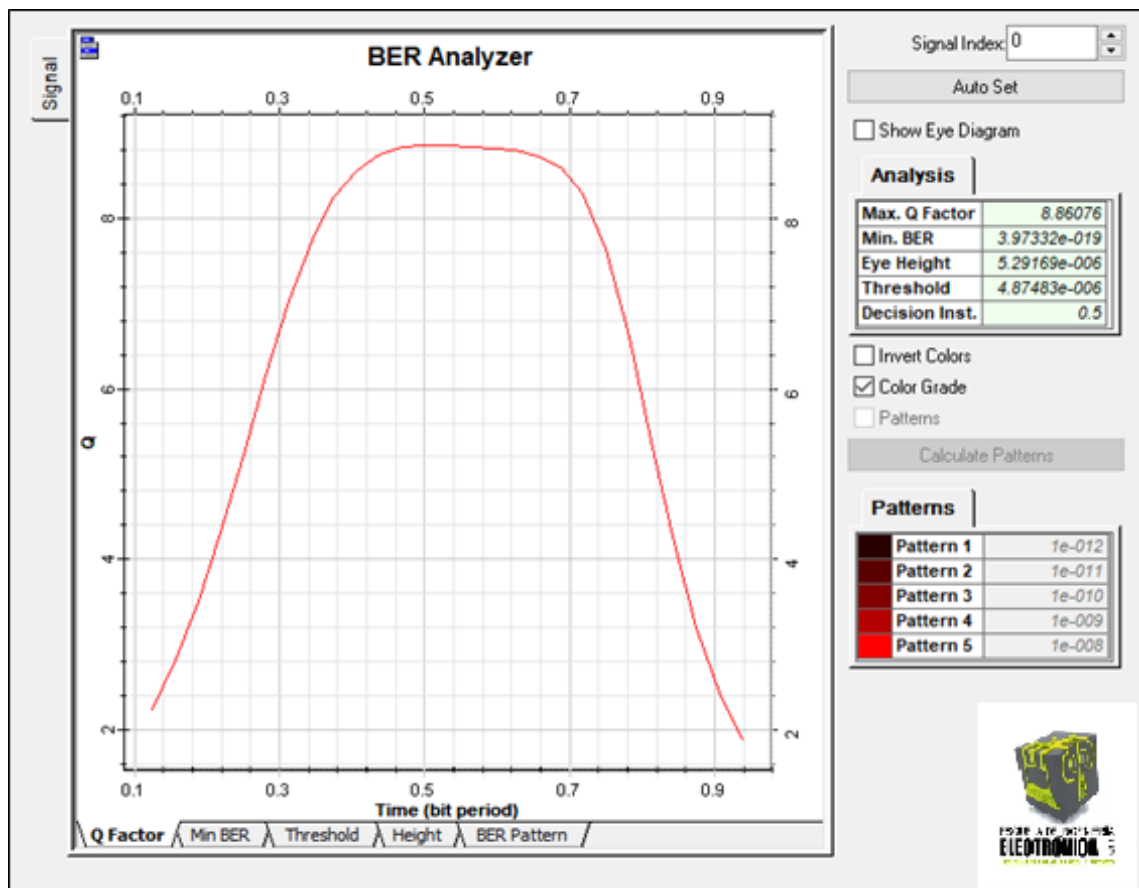 Signal
BER Analyzer
0.1 0.3 0.5 0.7 0.9
8
6
4
2
Q
8
6
4
2
0.1 0.3 0.5 0.7 0.9
Time (bit period)
Q Factor Min BER Threshold Height BER Pattern
Signal Index: 0
Auto Set
Show Eye Diagram
Analysis
Max. Q Factor 8.86076
Min. BER 3.97332e-019
Eye Height 5.29169e-006
Threshold 4.87483e-006
Decision Inst. 0.5
Invert Colors
Color Grade
Patterns
Calculate Patterns
Patterns
Pattern 1 1e-012
Pattern 2 1e-011
Pattern 3 1e-010
Pattern 4 1e-009
Pattern 5 1e-008